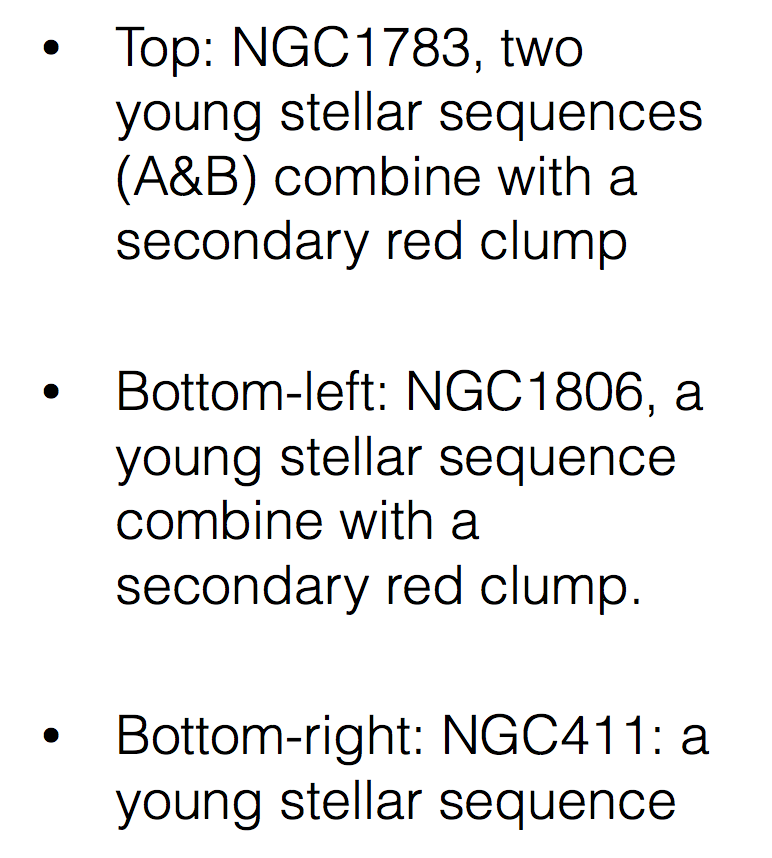 • Top: NGC1783, two
young stellar sequences
(A&B) combine with a
secondary red clump
• Bottom-left: NGC1806, a
young stellar sequence
combine with a
secondary red clump.
• Bottom-right: NGC411: a
young stellar sequence